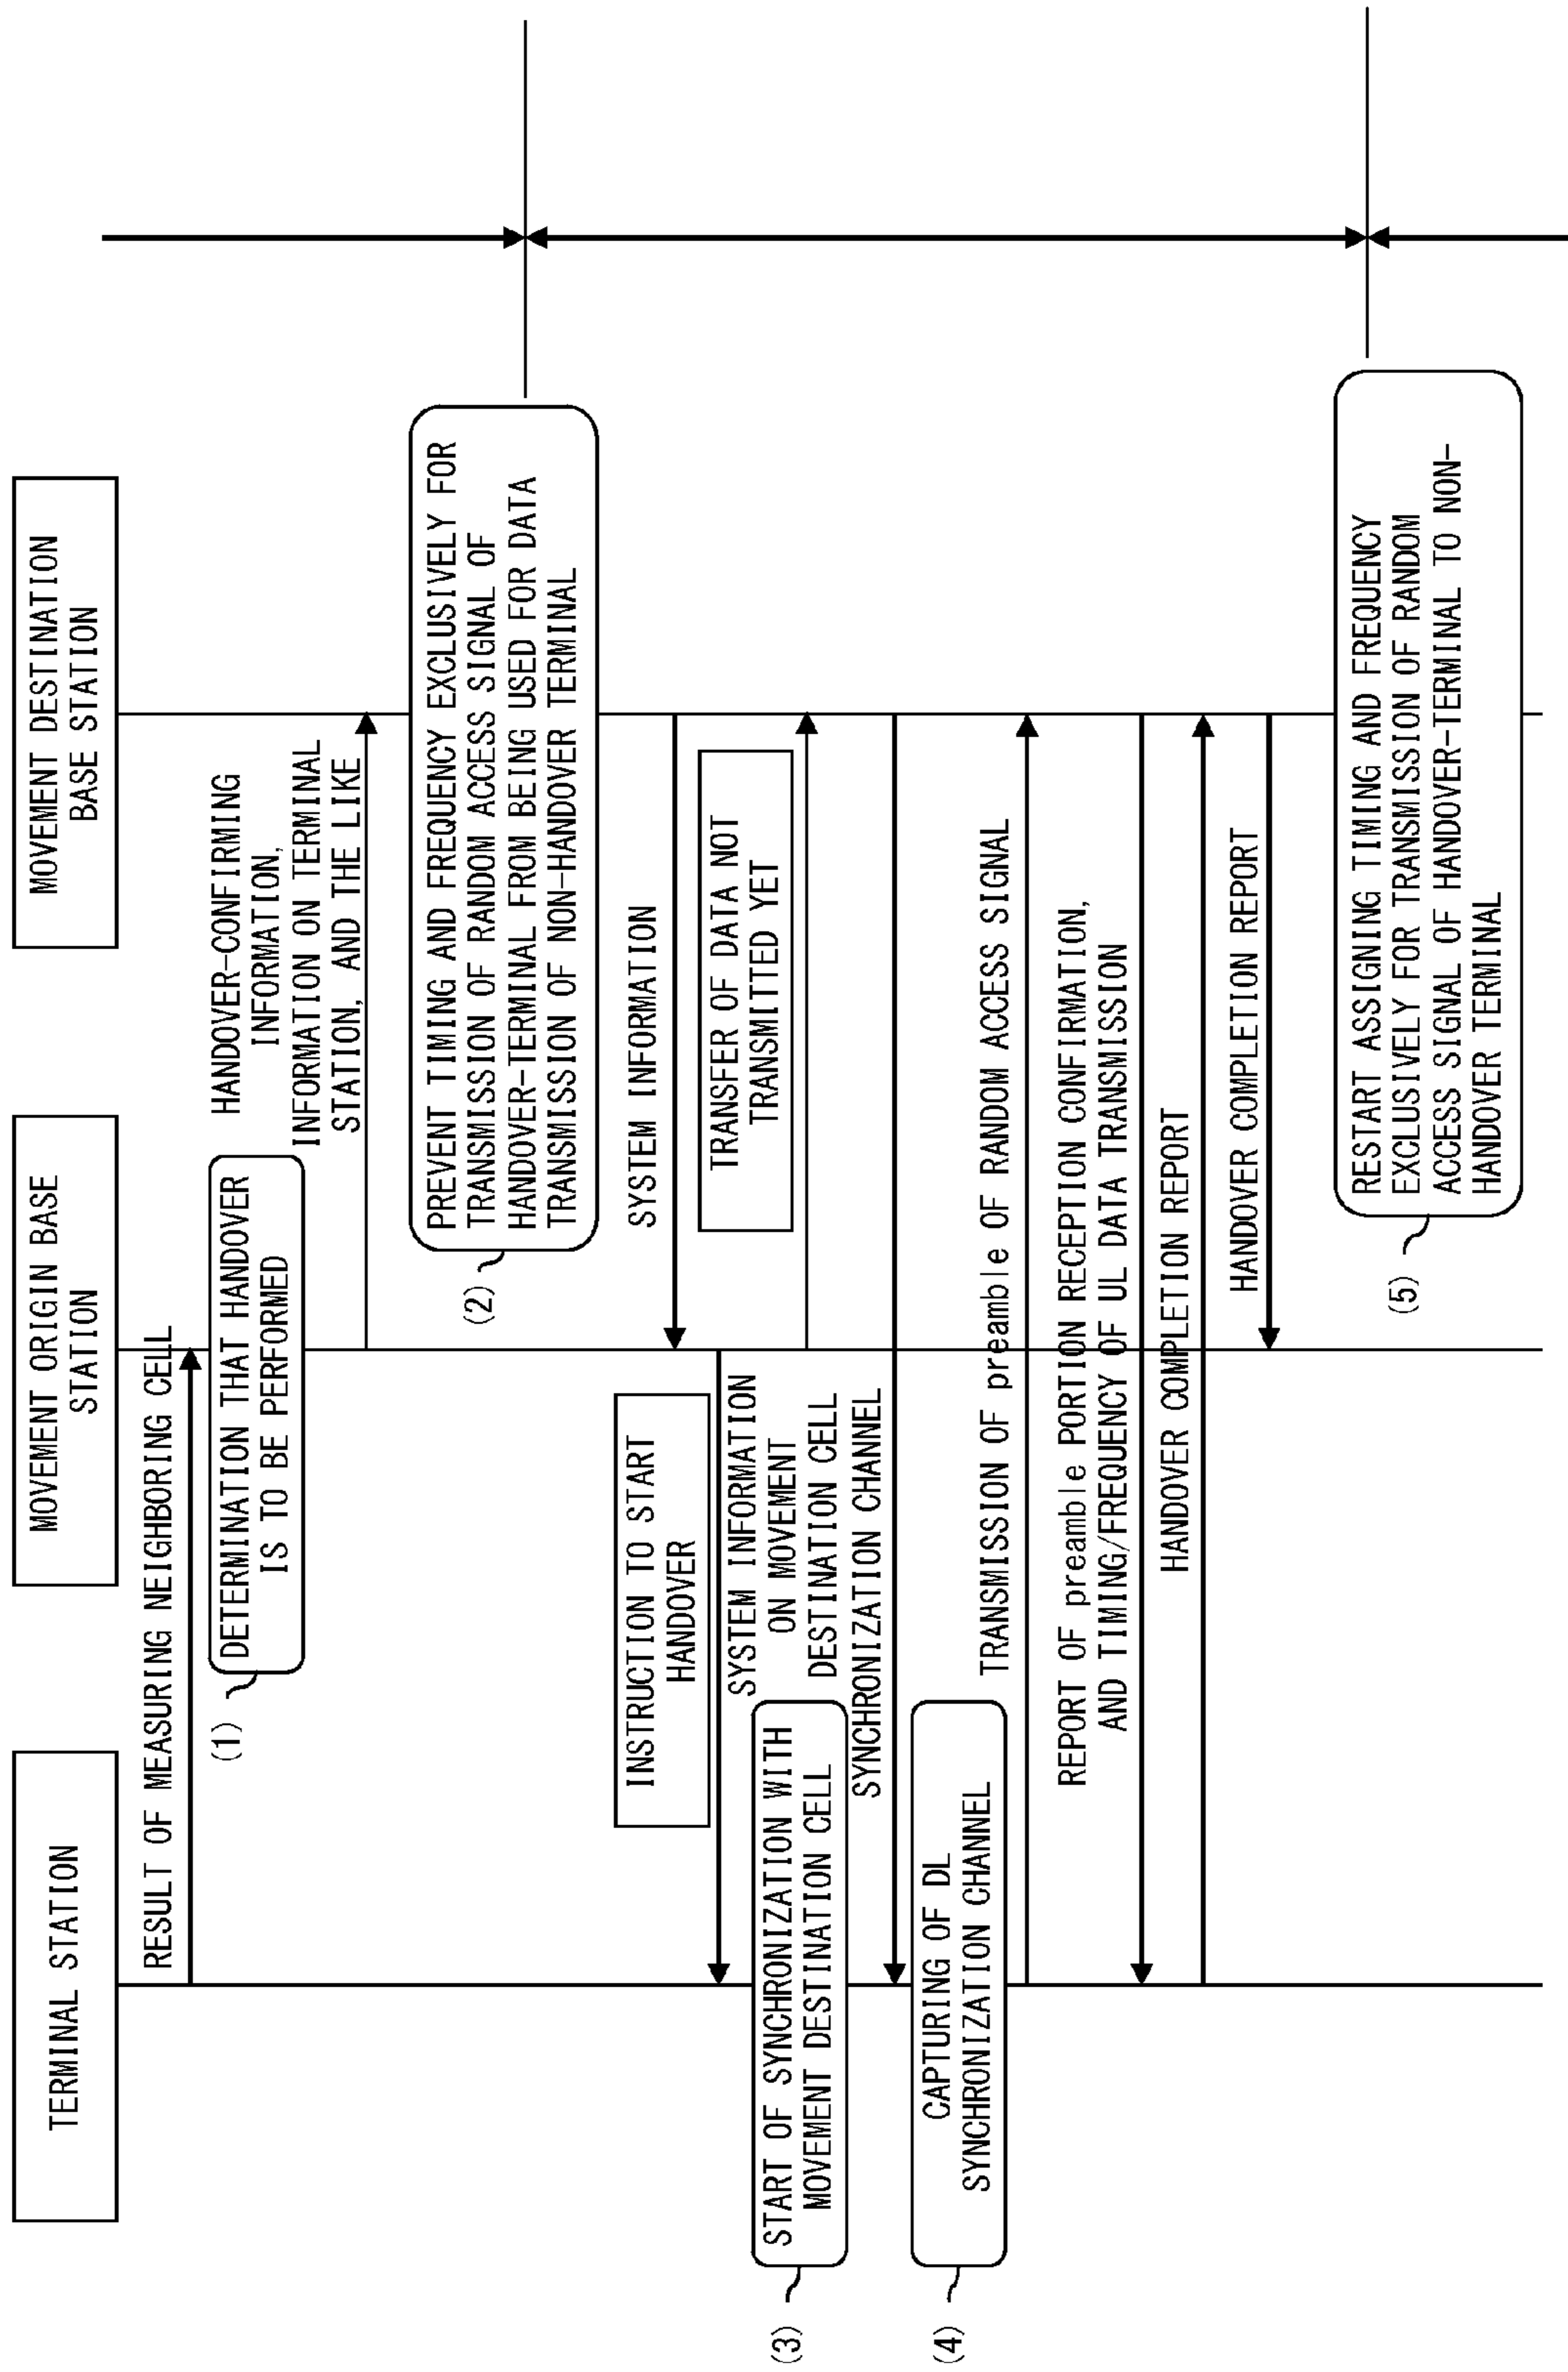 TERMINAL STATION
MOVEMENT ORIGIN BASE
STATION
MOVEMENT DESTINATION
BASE STATION
RESULT OF MEASURING NEIGHBORING CELL
(1)
DETERMINATION THAT HANDOVER
IS TO BE PERFORMED
HANDOVER-CONFIRMING
INFORMATION,
INFORMATION ON TERMINAL
STATION, AND THE LIKE
(2)
PREVENT TIMING AND FREQUENCY EXCLUSIVELY FOR
TRANSMISSION OF RANDOM ACCESS SIGNAL OF
HANDOVER-TERMINAL FROM BEING USED FOR DATA
TRANSMISSION OF NON-HANDOVER TERMINAL
SYSTEM INFORMATION
INSTRUCTION TO START
HANDOVER
TRANSFER OF DATA NOT
TRANSMITTED YET
SYSTEM INFORMATION
ON MOVEMENT
DESTINATION CELL
(3)
START OF SYNCHRONIZATION WITH
MOVEMENT DESTINATION CELL
SYNCHRONIZATION CHANNEL
(4)
CAPTURING OF DL
SYNCHRONIZATION CHANNEL
TRANSMISSION OF preamble OF RANDOM ACCESS SIGNAL
REPORT OF preamble PORTION RECEPTION CONFIRMATION,
AND TIMING/FREQUENCY OF UL DATA TRANSMISSION
HANDOVER COMPLETION REPORT
HANDOVER COMPLETION REPORT
(5)
RESTART ASSIGNING TIMING AND FREQUENCY
EXCLUSIVELY FOR TRANSMISSION OF RANDOM
ACCESS SIGNAL OF HANDOVER-TERMINAL TO NON-
HANDOVER TERMINAL